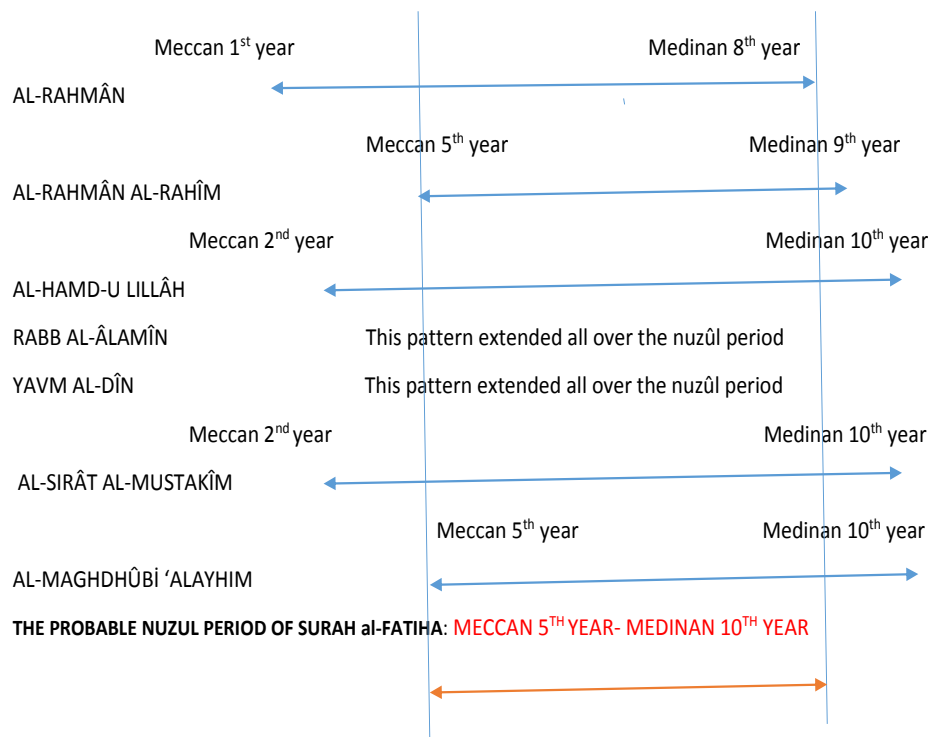 Meccan 1st year Medinan 8th year
AL-RAHMÂN
Meccan 5th year Medinan 9th year
AL-RAHMÂN AL-RAHÎM
Meccan 2nd year Medinan 10th year
AL-HAMD-U LILLÂH
RABB AL-ÂLAMÎN This pattern extended all over the nuzûl period
YAVM AL-DÎN This pattern extended all over the nuzûl period
Meccan 2nd year Medinan 10th year
AL-SIRÂT AL-MUSTAKÎM
Meccan 5th year Medinan 10th year
AL-MAGHDHÛBİ ‘ALAYHIM
THE PROBABLE NUZUL PERIOD OF SURAH al-FATIHA: MECCAN 5TH YEAR- MEDINAN 10TH YEAR